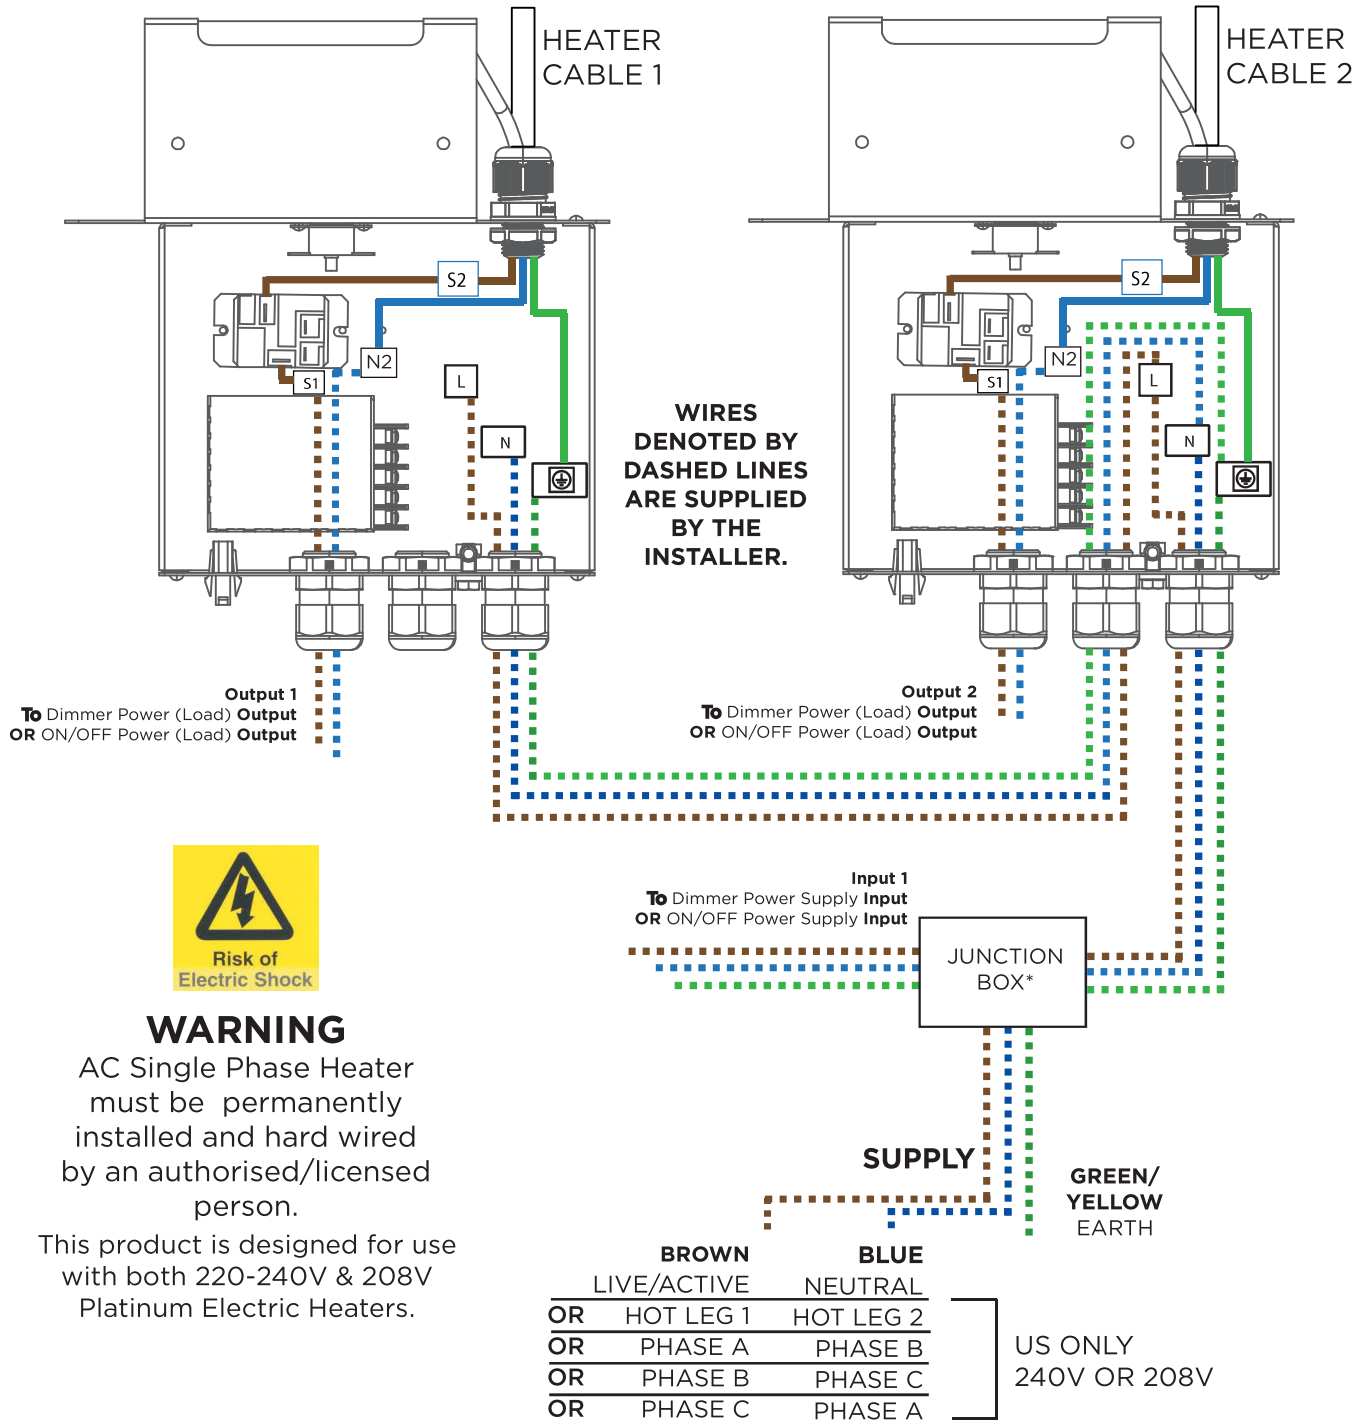 HEATER
CABLE 1
HEATER
CABLE 2
S2
N2
S1
L
N
S2
N2
S1
L
N
WIRES
DENOTED BY
DASHED LINES
ARE SUPPLIED
BY THE
INSTALLER.
Output 1
To Dimmer Power (Load) Output
OR ON/OFF Power (Load) Output
Output 2
To Dimmer Power (Load) Output
OR ON/OFF Power (Load) Output
Input 1
To Dimmer Power Supply Input
OR ON/OFF Power Supply Input
JUNCTION
BOX*
Risk of
Electric Shock
WARNING
AC Single Phase Heater
must be permanently
installed and hard wired
by an authorised/licensed
person.
This product is designed for use
with both 220-240V & 208V
Platinum Electric Heaters.
SUPPLY
GREEN/
YELLOW
EARTH
BROWN BLUE
LIVE/ACTIVE NEUTRAL
OR HOT LEG 1 HOT LEG 2
OR PHASE A PHASE B
OR PHASE B PHASE C
OR PHASE C PHASE A
US ONLY
240V OR 208V